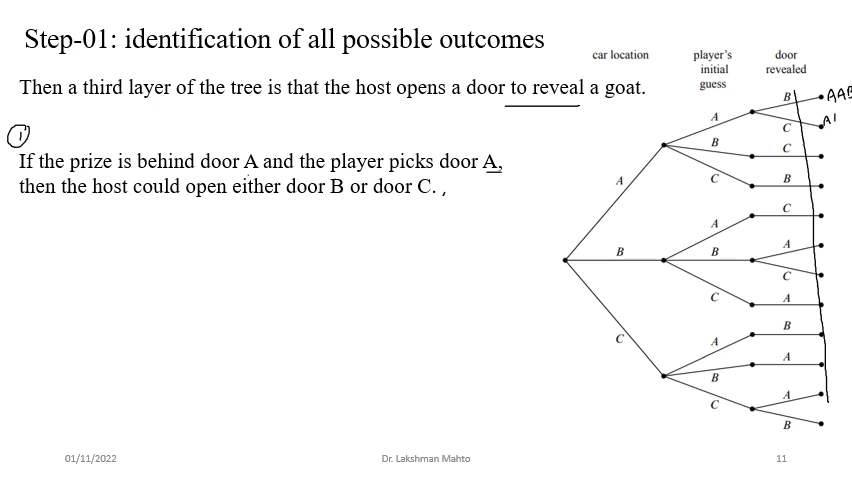 Step-01: identification of all possible outcomes
Then a third layer of the tree is that the host opens a door to reveal a goat.
1
If the prize is behind door A and the player picks door A,
then the host could open either door B or door C. ,
car location
player's
initial
guess
door
revealed
A
B
C
A
B
C
A
B
C
A
B
C
B
C
C
B
C
A
C
A
B
A
A
B
AAB
A
01/11/2022
Dr. Lakshman Mahto
11